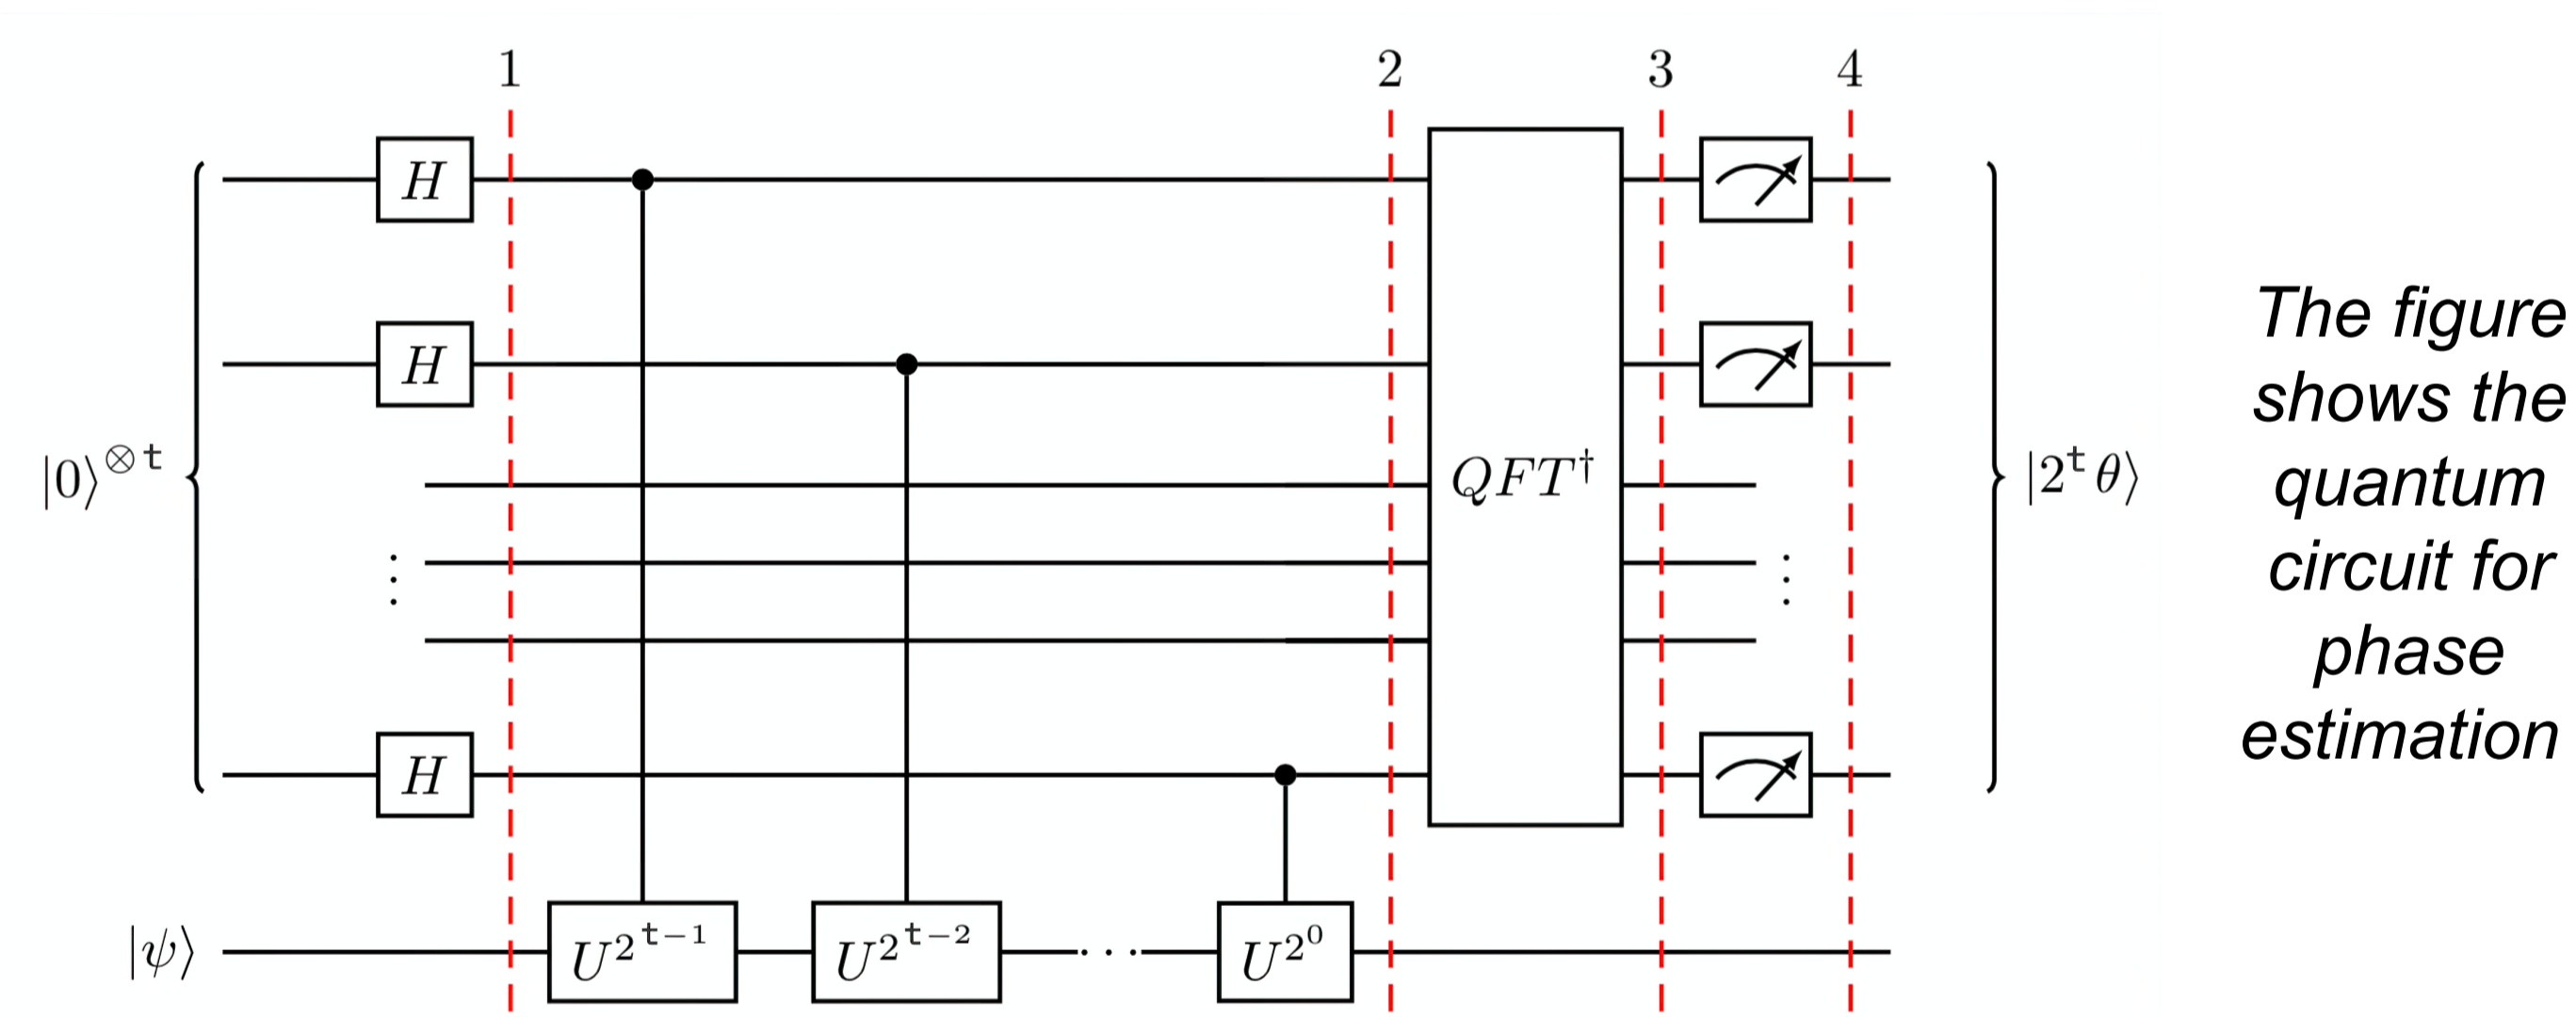 1 2 3 4
H
H
|0⟩⊗t QFT† |2ᵗθ⟩
⋮ ⋮
H
|ψ⟩ U^2^t−1 U^2^t−2 ··· U^2^0
The figure
shows the
quantum
circuit for
phase
estimation